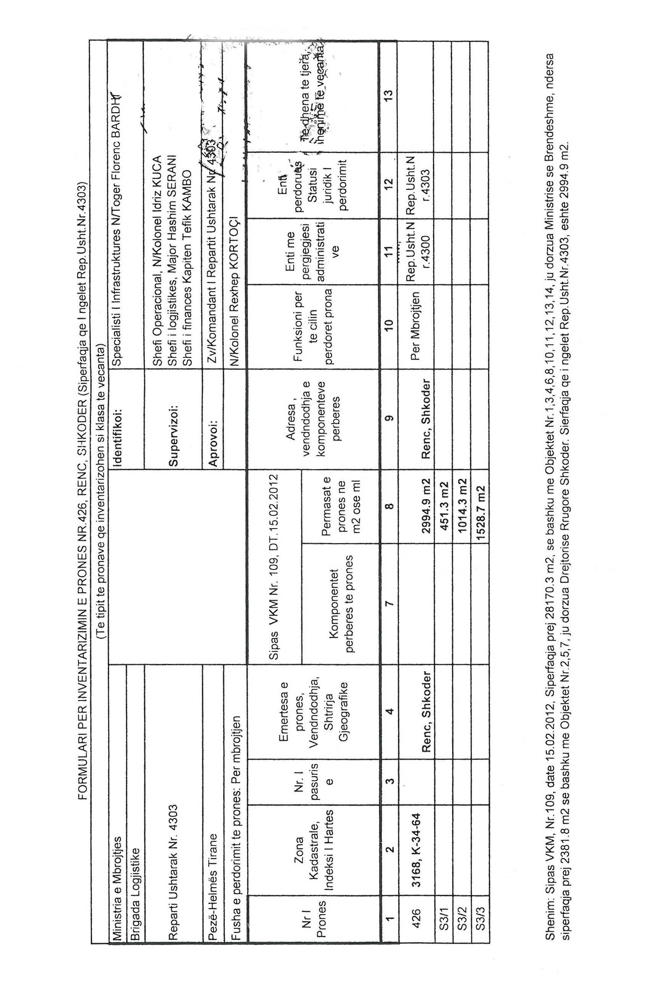 FORMULARI PER INVENTARIZIMIN E PRONES NR.426, RENC, SHKODER (Siperfaqja qe I ngelet Rep.Usht.Nr.4303)
(Te tipit te pronave qe inventarizohen si klasa te vecanta)
Ministria e Mbrojtjes
Identifikoi:
Specialisti I Infrastruktures N/Toger Florenc BARDHI
Brigada Logjistike
Reparti Ushtarak Nr. 4303
Supervizoi:
Shefi Operacional, N/Kolonel Idriz KUCA
Shefi i logjistikes, Major Hashim SERANI
Shefi i finances Kapiten Tefik KAMBO
Pezë-Helmës Tirane
Aprovoi:
Zv/Komandant I Repartit Ushtarak Nr. 4303
Fusha e perdorimit te prones: Per mbrojtjen
N/Kolonel Rexhep KORTOÇI
Nr I
Prones
Zona
Kadastrale,
Indeksi I Hartes
Nr. I
pasuris
e
Emertesa e
prones,
Vendndodhja,
Shtrirja
Gjeografike
Sipas VKM Nr. 109, DT.15.02.2012
Komponentet
perberes te prones
Permasat e
prones ne
m2 ose ml
Adresa ,
vendndodhja e
komponenteve
perberes
Funksioni per
te cilin
perdoret prona
Enti me
pergjegjesi
administrati
ve
Enti
perdorues
Statusi
juridik I
perdorimit
Te dhena te tjera,
shenime te vecanta
1 2 3 4 7 8 9 10 11 12 13
426 3168, K-34-64 Renc, Shkoder 2994.9 m2 Renc, Shkoder Per Mbrojtjen Rep.Usht.N Rep.Usht.N
r.4300 r.4303
S3/1 451.3 m2
S3/2 1014.3 m2
S3/3 1528.7 m2
Shenim: Sipas VKM, Nr.109, date 15.02.2012, Siperfaqja prej 28170.3 m2, se bashku me Objektet Nr.1,3,4,6,8,10,11,12,13,14, ju dorzua Ministrise se Brendeshme, ndersa
siperfaqja prej 2381.8 m2 se bashku me Objektet Nr.2,5,7, ju dorzua Drejtorise Rrugore Shkoder. Sierfaqja qe i ngelet Rep.Usht.Nr.4303, eshte 2994.9 m2.